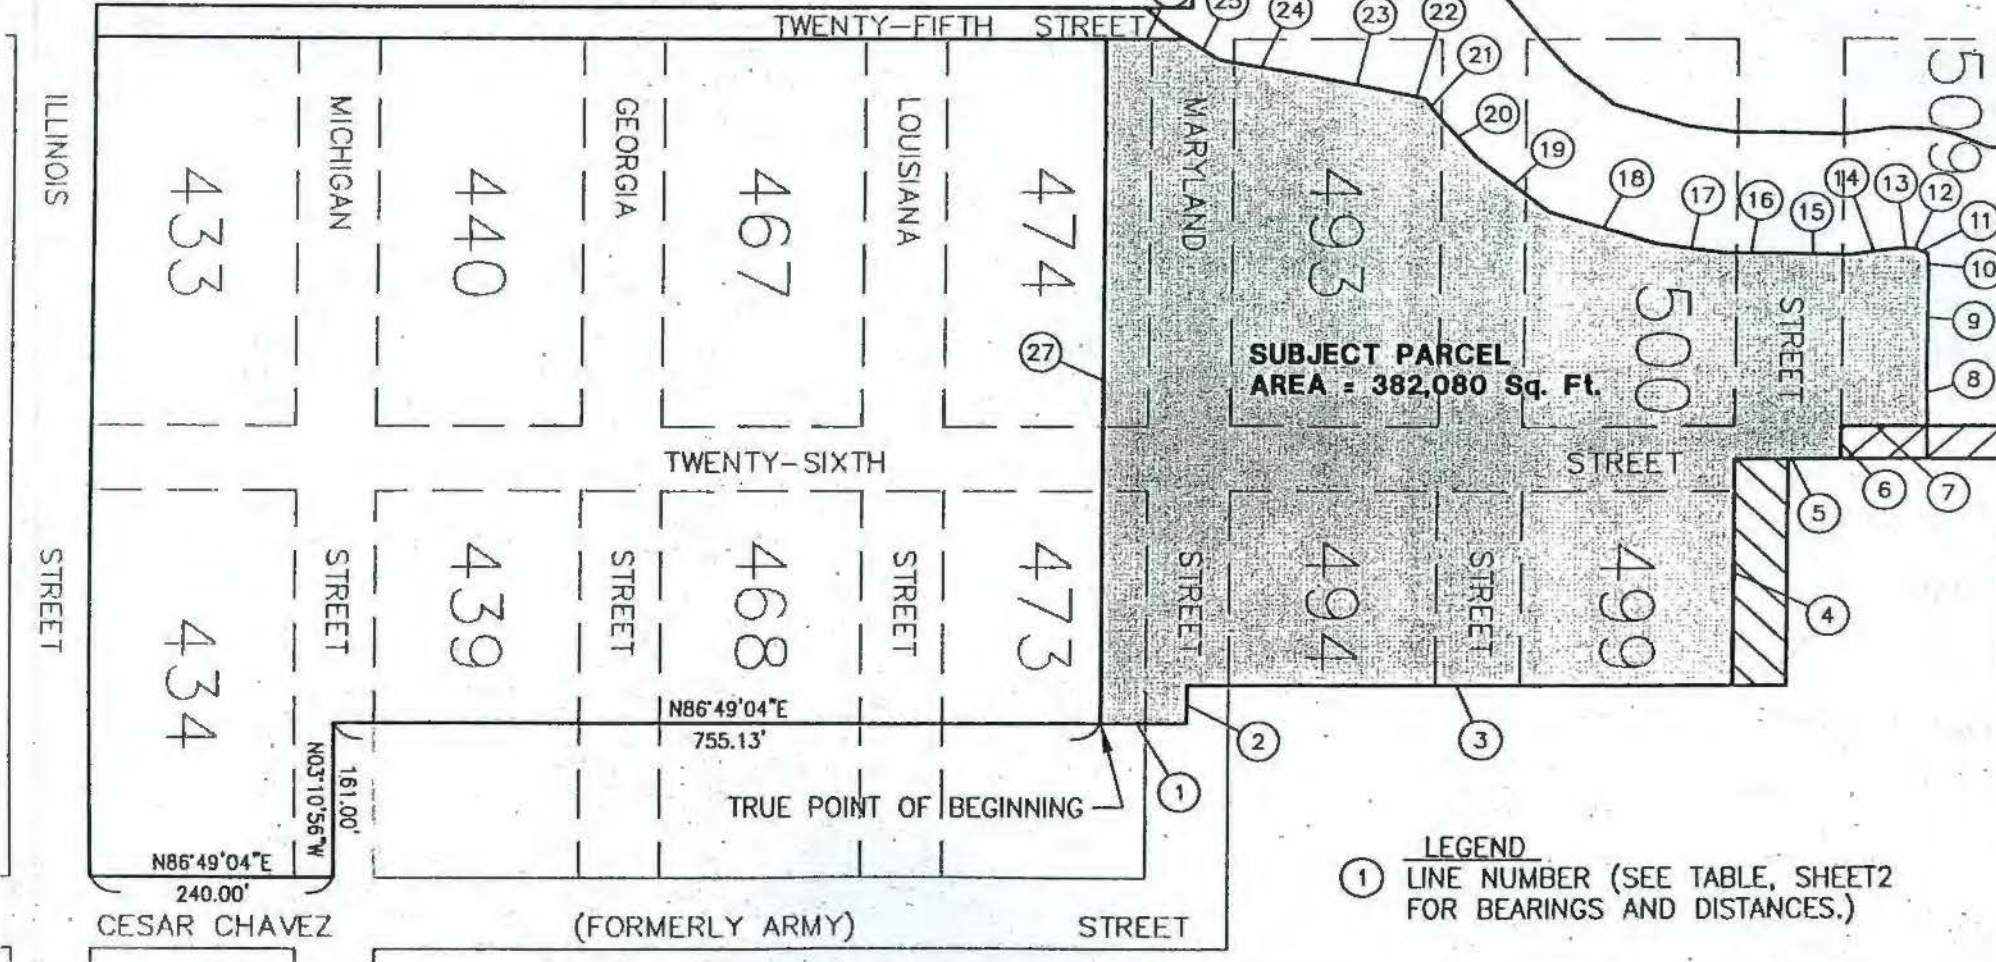 TWENTY-FIFTH STREET
25
24
23
22
21
20
19
18
17
16
15
14
13
12
11
10
9
8
509
ILLINOIS
MICHIGAN
GEORGIA
LOUISIANA
MARYLAND
433
440
467
474
493
500
STREET
27
SUBJECT PARCEL
AREA = 382,080 Sq. Ft.
TWENTY-SIXTH STREET
STREET
STREET
STREET
STREET
STREET
STREET
434
439
468
473
494
499
7
6
5
4
3
2
1
N86°49'04"E
755.13'
N03°10'56"W
161.00'
TRUE POINT OF BEGINNING
N86°49'04"E
240.00'
CESAR CHAVEZ (FORMERLY ARMY) STREET
LEGEND
1 LINE NUMBER (SEE TABLE, SHEET2
FOR BEARINGS AND DISTANCES.)